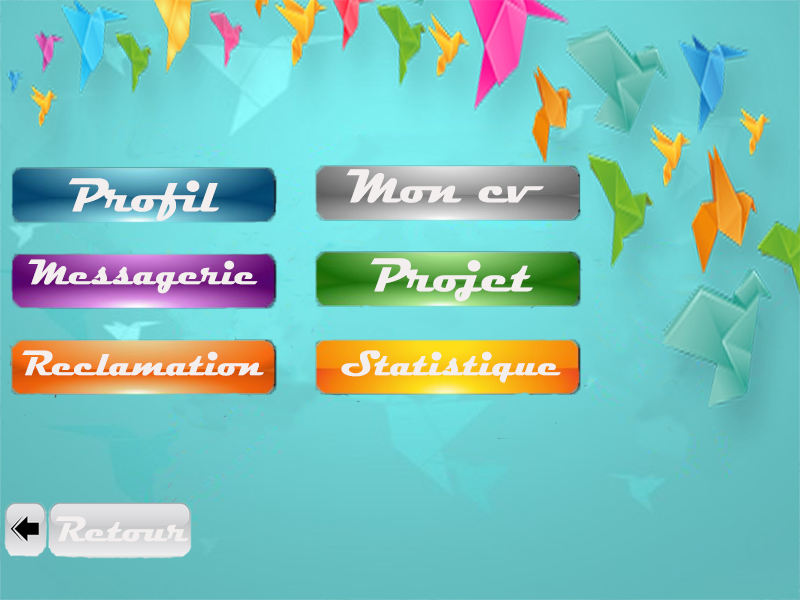 Profil
Mon cv
Messagerie
Projet
Reclamation
Statistique
Retour